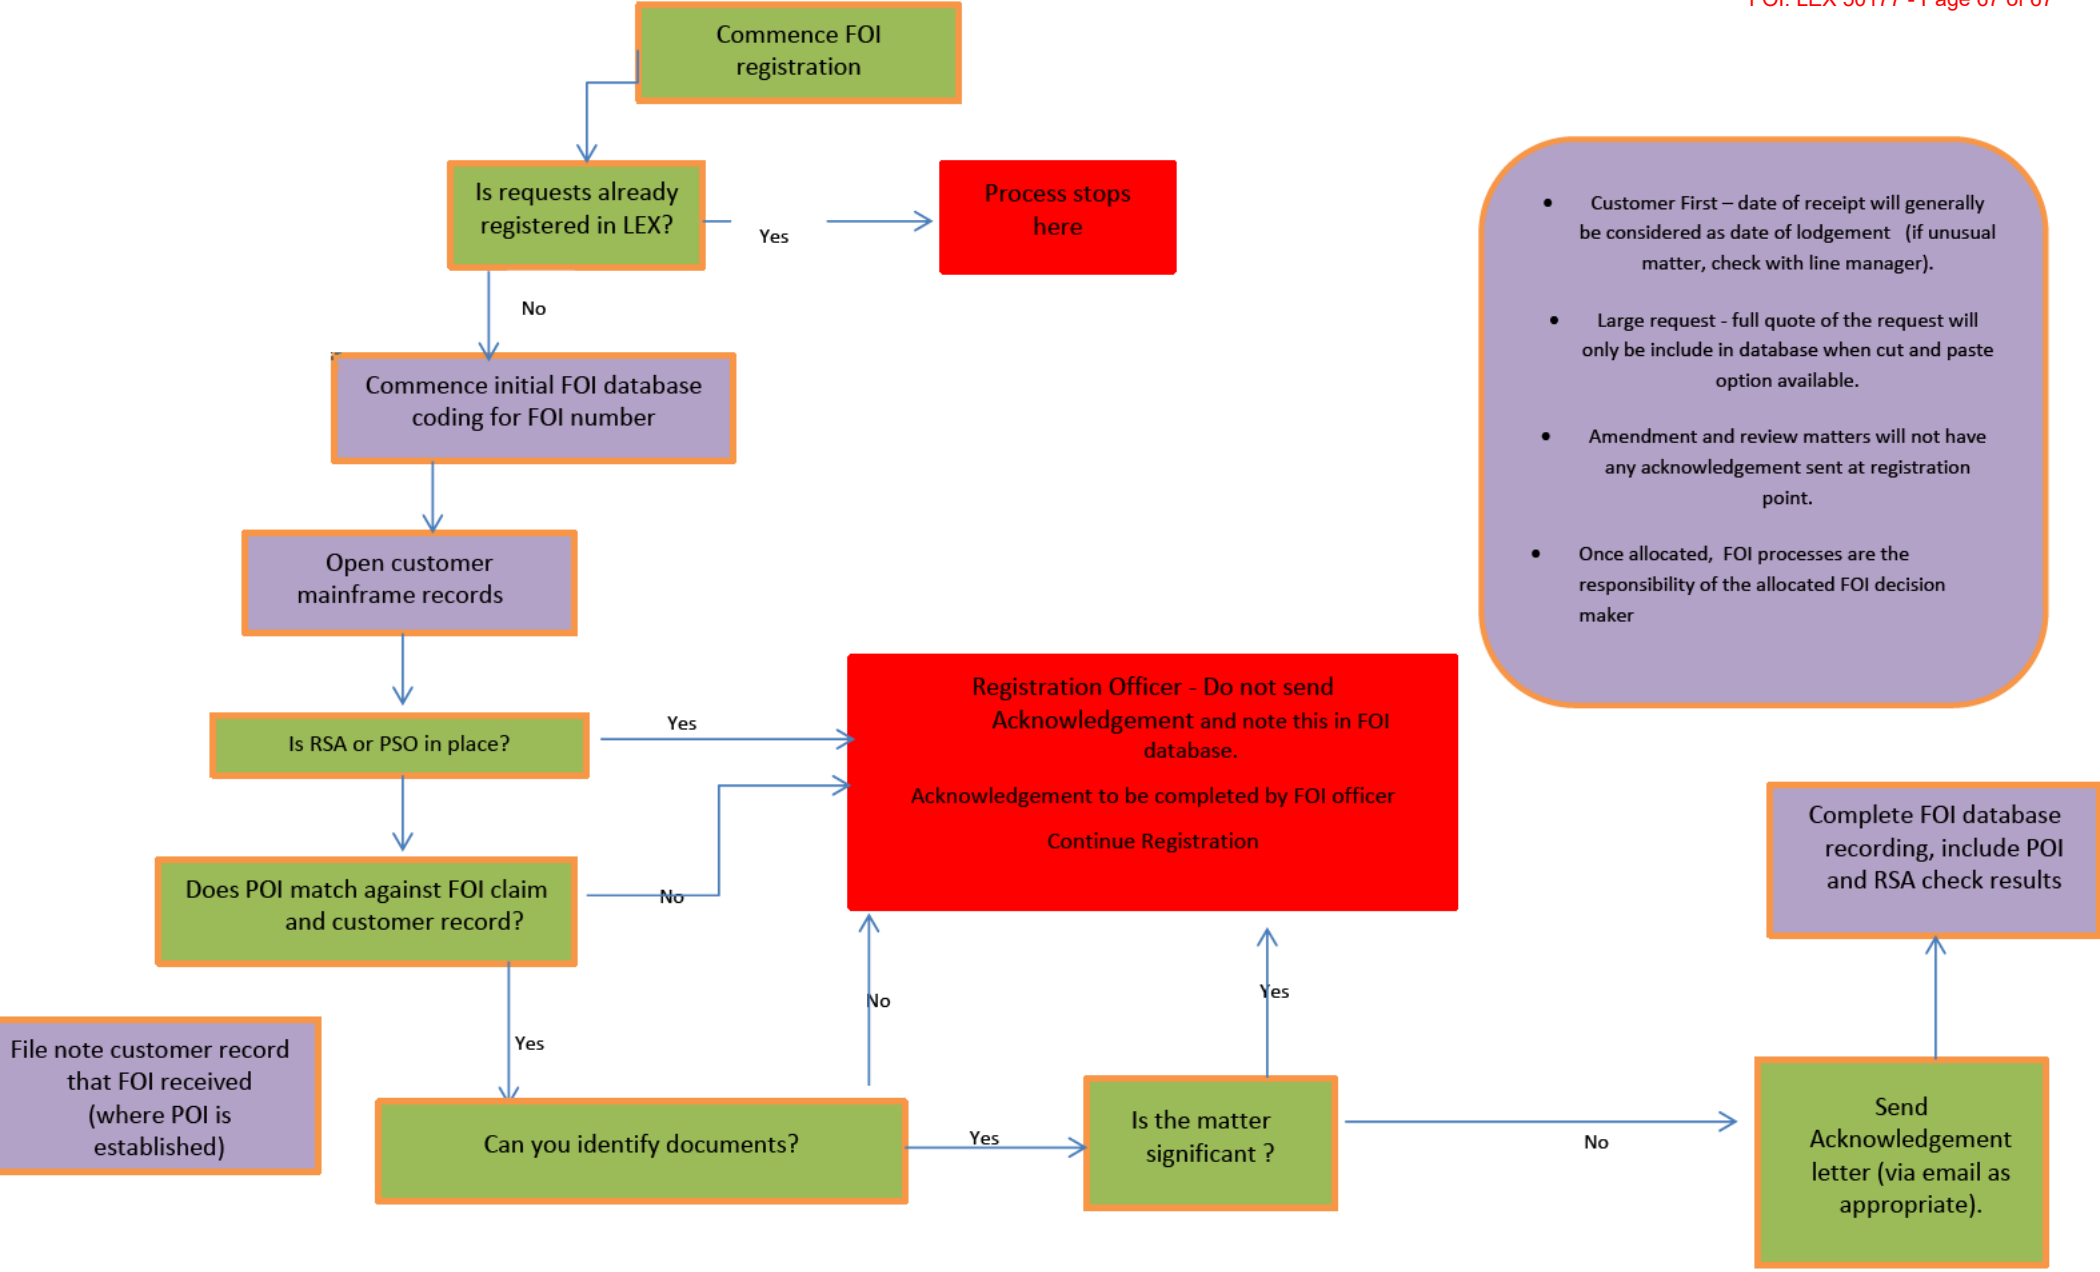 FOI: LEX 50177 - Page 67 of 67
Commence FOI
registration
Is requests already
registered in LEX?
Yes
Process stops
here
No
Commence initial FOI database
coding for FOI number
Open customer
mainframe records
Is RSA or PSO in place?
Yes
Registration Officer - Do not send
Acknowledgement and note this in FOI
database.
Acknowledgement to be completed by FOI officer
Continue Registration
Does POI match against FOI claim
and customer record?
No
Yes
File note customer record
that FOI received
(where POI is
established)
Can you identify documents?
No
Yes
Is the matter
significant ?
Yes
No
Send
Acknowledgement
letter (via email as
appropriate).
Complete FOI database
recording, include POI
and RSA check results
• Customer First – date of receipt will generally
be considered as date of lodgement (if unusual
matter, check with line manager).
• Large request - full quote of the request will
only be include in database when cut and paste
option available.
• Amendment and review matters will not have
any acknowledgement sent at registration
point.
• Once allocated, FOI processes are the
responsibility of the allocated FOI decision
maker